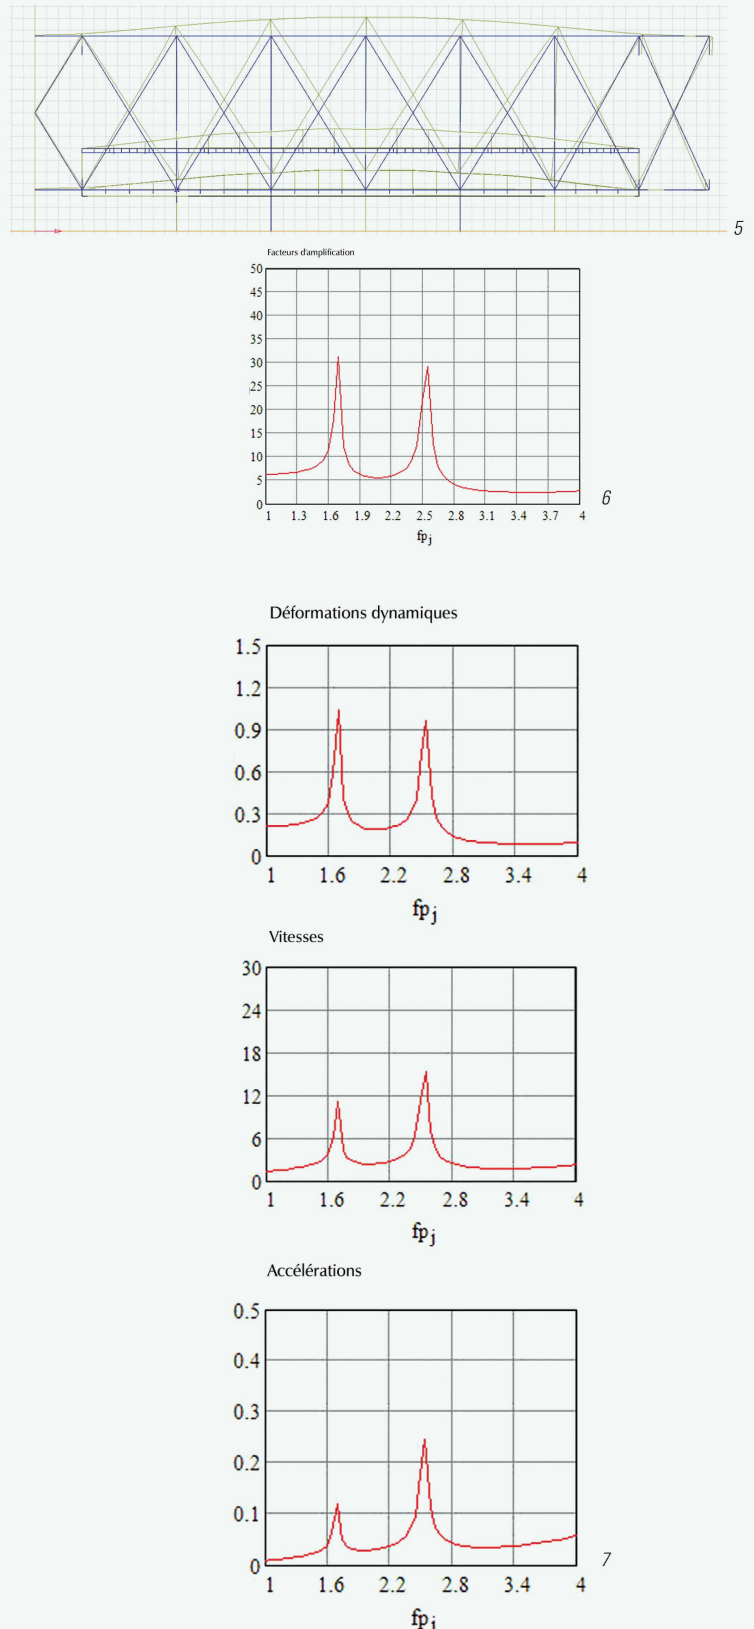 5
Facteurs d'amplification
50
45
40
35
30
25
20
15
10
5
0
1 1.3 1.6 1.9 2.2 2.5 2.8 3.1 3.4 3.7 4
fpj
6
Déformations dynamiques
1.5
1.2
0.9
0.6
0.3
0
1 1.6 2.2 2.8 3.4 4
fpj
Vitesses
30
24
18
12
6
0
1 1.6 2.2 2.8 3.4 4
fpj
Accélérations
0.5
0.4
0.3
0.2
0.1
0
1 1.6 2.2 2.8 3.4 4
fpj
7